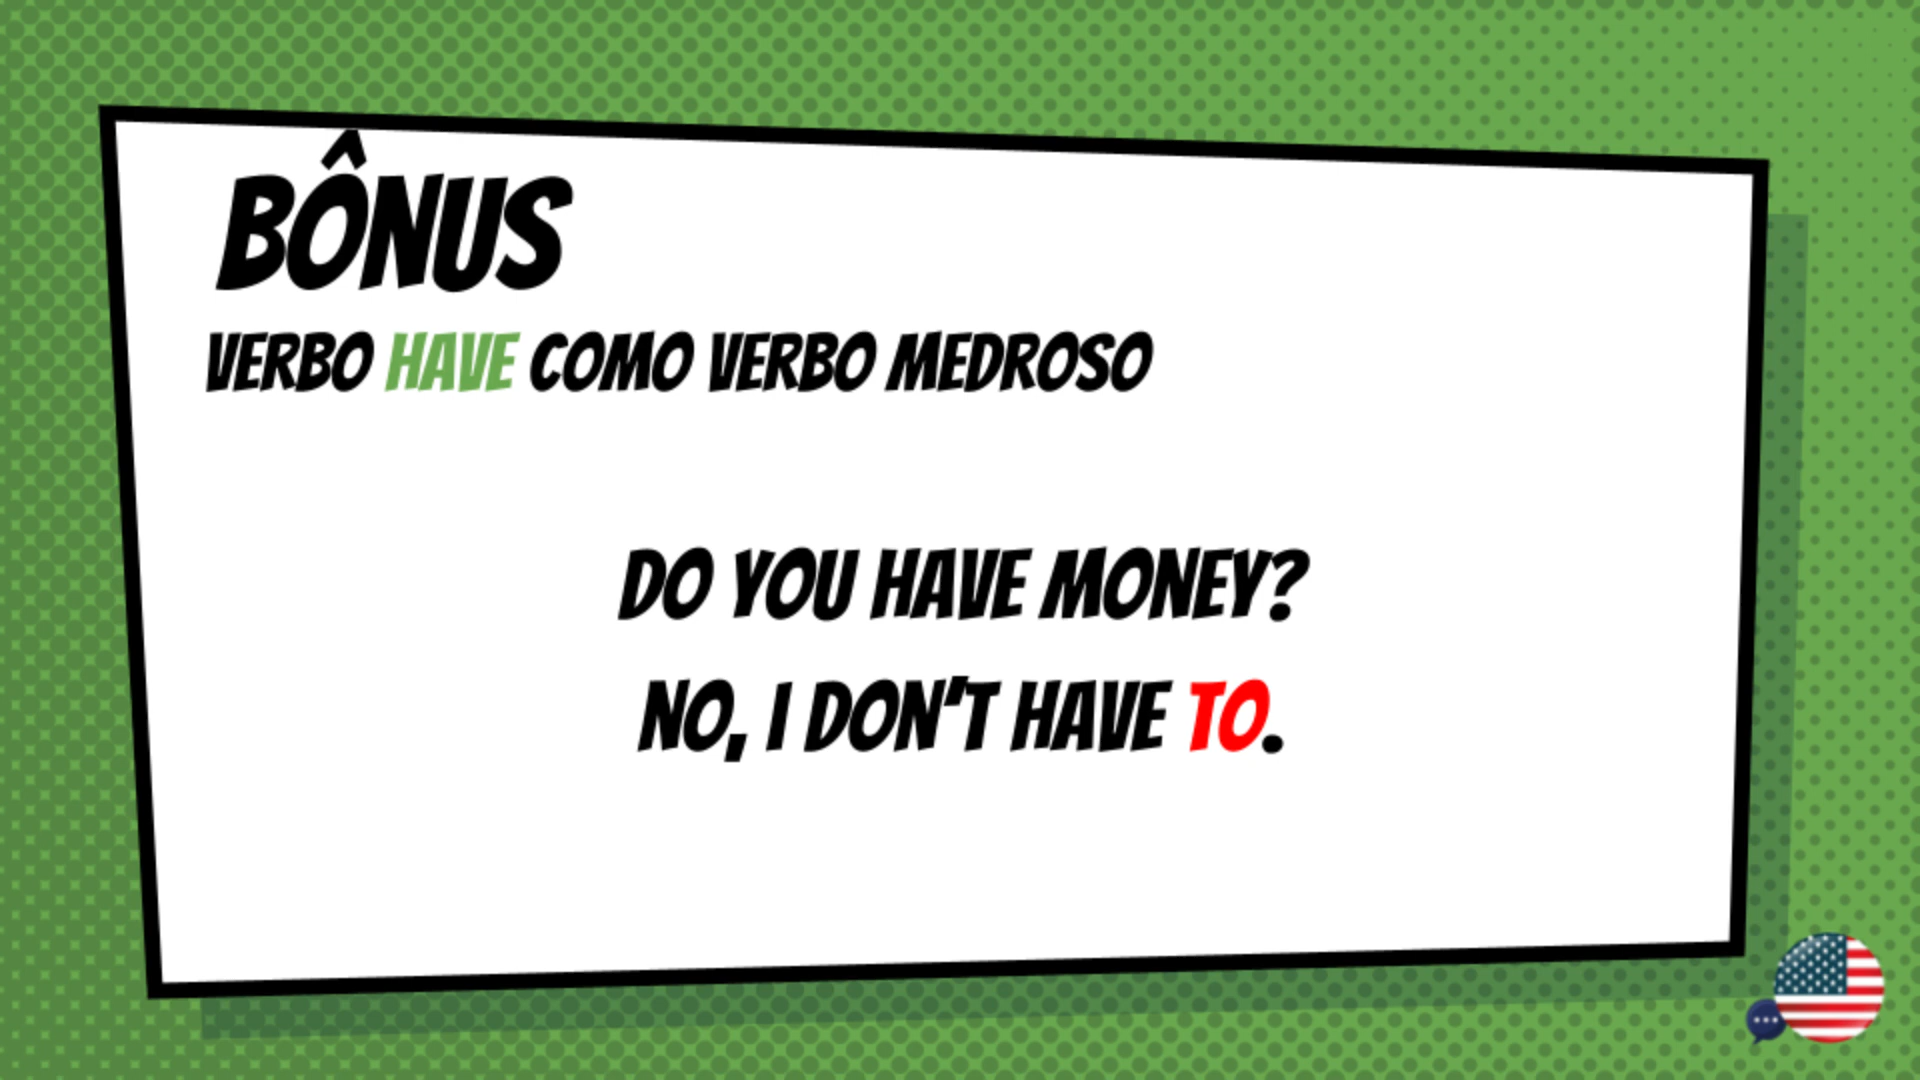 BÔNUS
VERBO HAVE COMO VERBO MEDROSO
DO YOU HAVE MONEY?
NO, I DON'T HAVE TO.